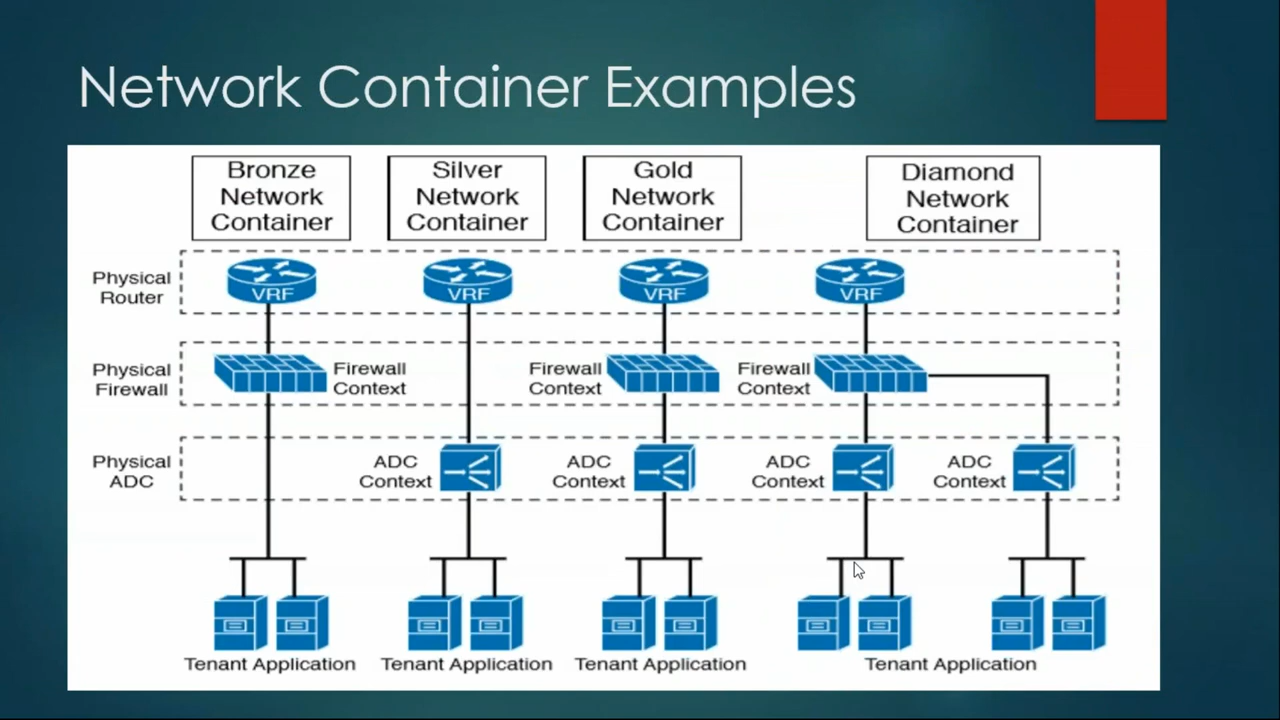 Network Container Examples
Bronze
Network
Container
Silver
Network
Container
Gold
Network
Container
Diamond
Network
Container
Physical
Router
VRF
VRF
VRF
VRF
Physical
Firewall
Firewall
Context
Firewall
Context
Firewall
Context
Physical
ADC
ADC
Context
ADC
Context
ADC
Context
ADC
Context
Tenant Application
Tenant Application
Tenant Application
Tenant Application